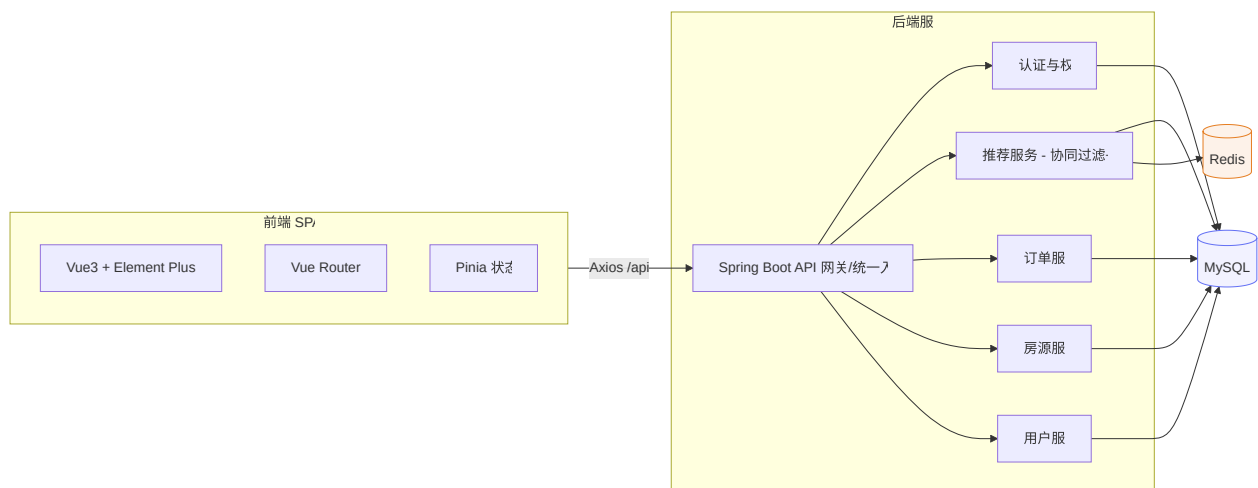 前端 SPA
Vue3 + Element Plus
Vue Router
Pinia 状态
Axios /api
后端服
Spring Boot API 网关/统一入
认证与权
推荐服务 - 协同过滤-
订单服
房源服
用户服
Redis
MySQL